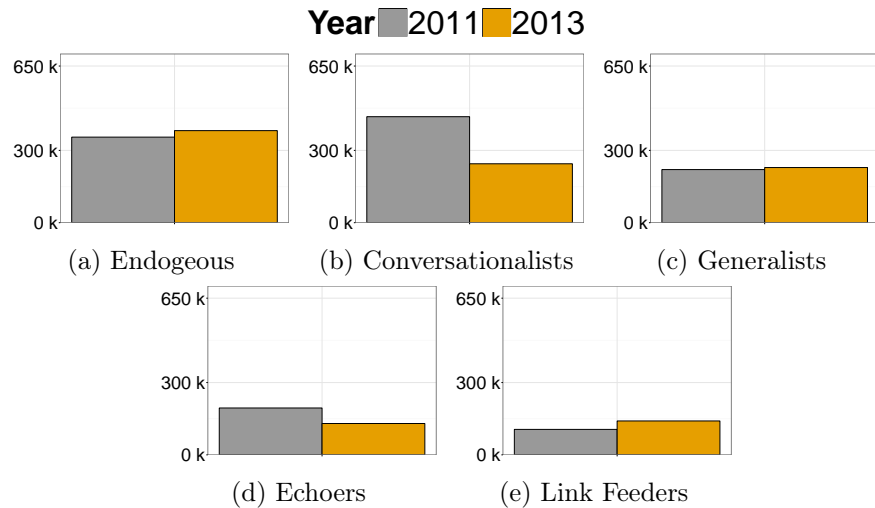 Year 2011 2013
650 k 650 k 650 k
300 k 300 k 300 k
0 k 0 k 0 k
(a) Endogeous (b) Conversationalists (c) Generalists
650 k 650 k
300 k 300 k
0 k 0 k
(d) Echoers (e) Link Feeders